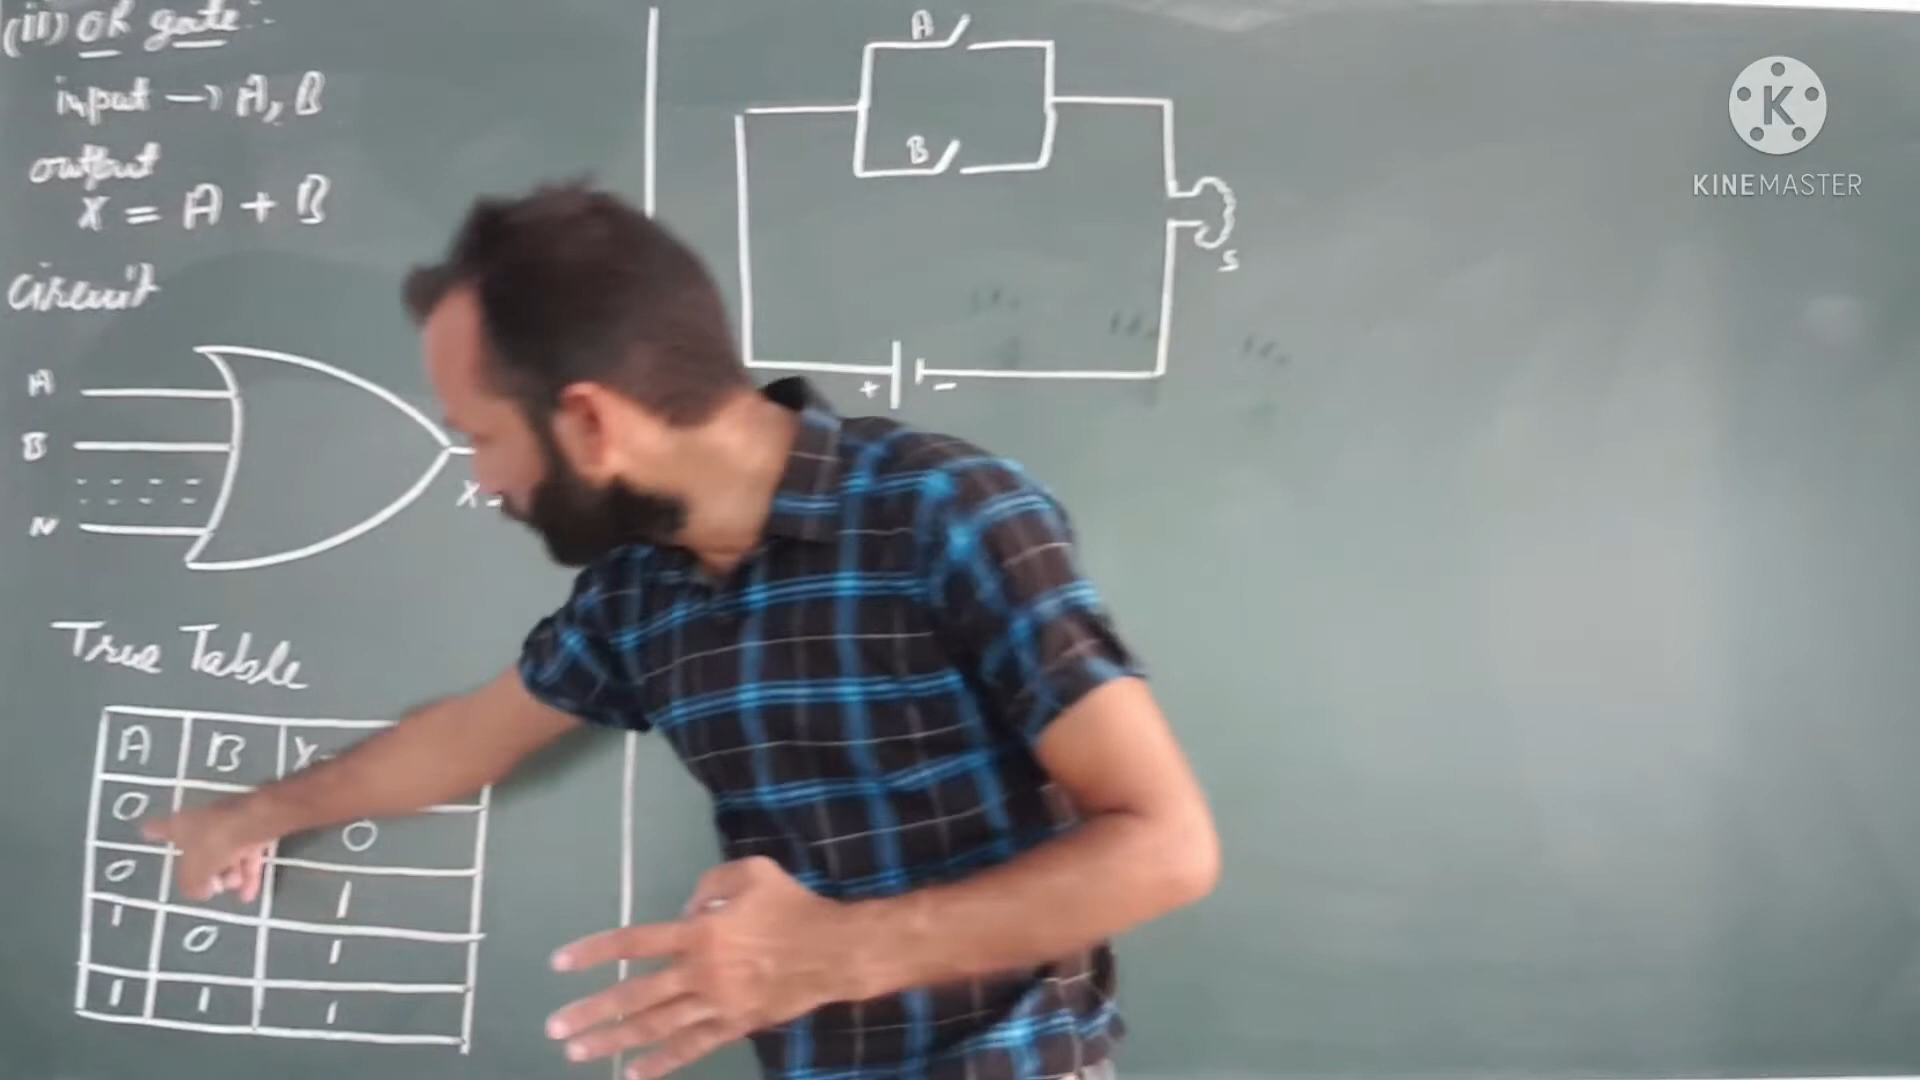 (ii) OR gate :-
input → A, B
output
X = A + B
Circuit
A
B
N
X =
True Table
A B X =
0 0
0 1
1 0 1
1 1 1
A
B
S
+ -
K
KINEMASTER